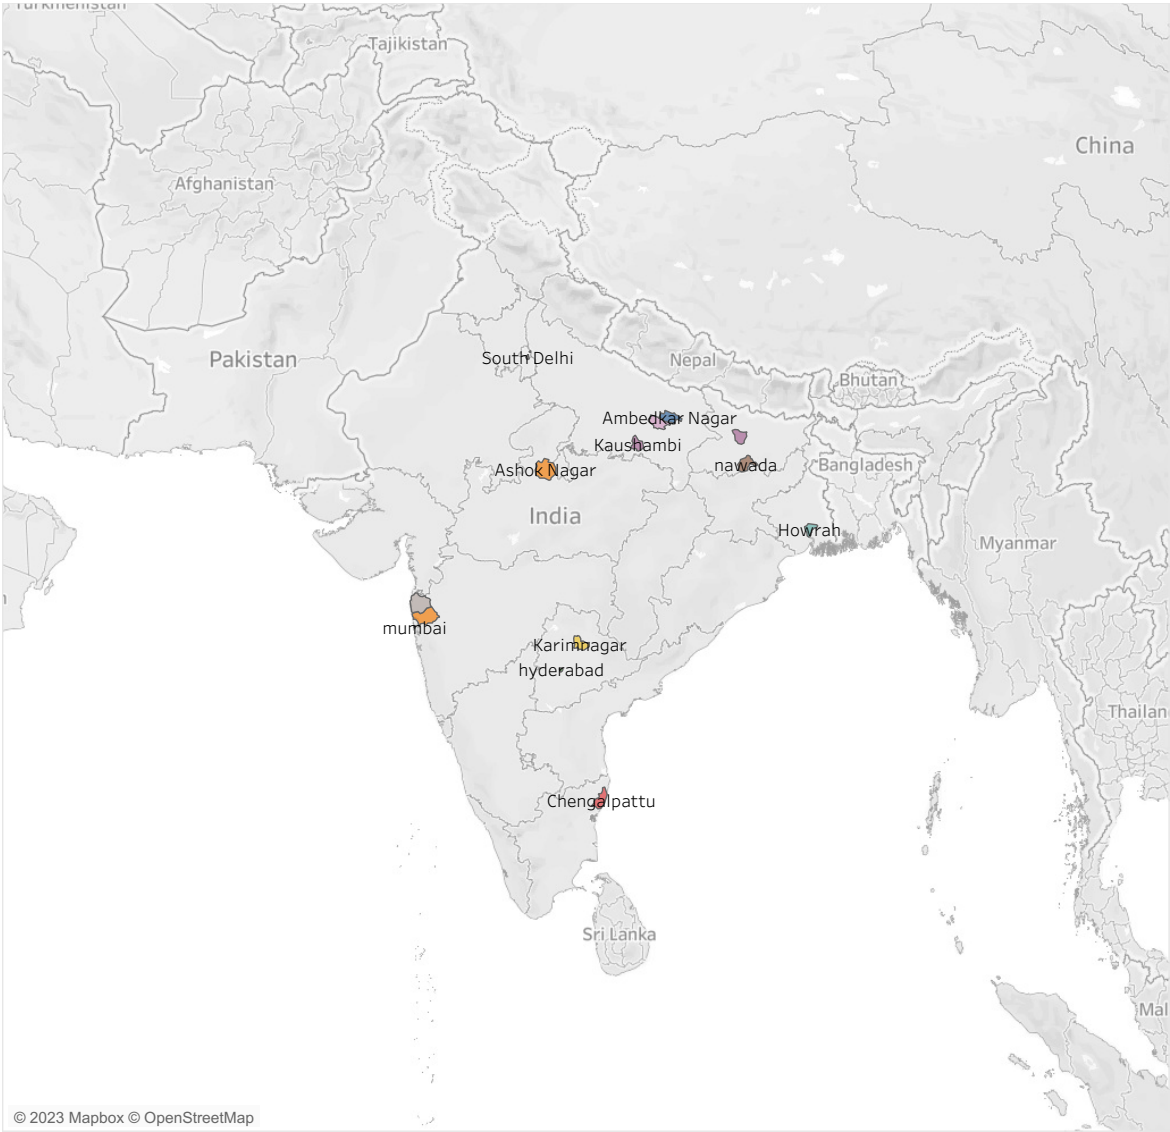 Turkmenistan
Tajikistan
China
Afghanistan
Pakistan
South Delhi
Nepal
Bhutan
Ambedkar Nagar
Kaushambi
nawada
Bangladesh
Ashok Nagar
India
Howrah
Myanmar
mumbai
Karimnagar
hyderabad
Thailan
Chengalpattu
Sri Lanka
Mal
© 2023 Mapbox © OpenStreetMap